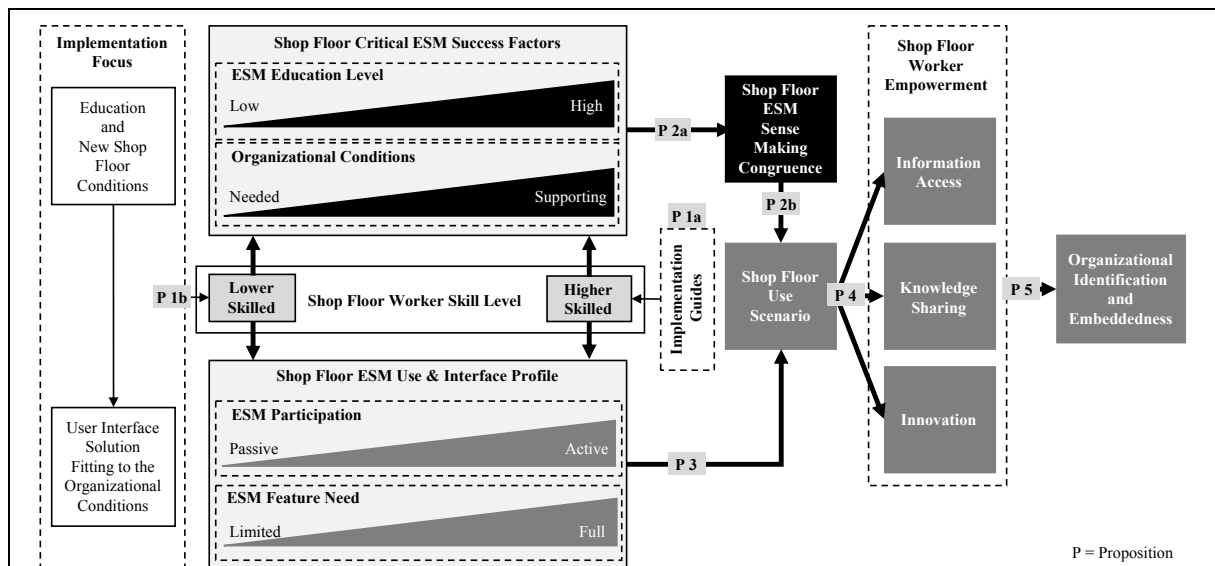 Implementation
Focus
Education
and
New Shop
Floor
Conditions
User Interface
Solution
Fitting to the
Organizational
Conditions
Shop Floor Critical ESM Success Factors
ESM Education Level
Low
High
Organizational Conditions
Needed
Supporting
P 1b
Lower
Skilled
Shop Floor Worker Skill Level
Higher
Skilled
Shop Floor ESM Use & Interface Profile
ESM Participation
Passive
Active
ESM Feature Need
Limited
Full
P 2a
P 1a
Implementation
Guides
P 3
Shop Floor
ESM
Sense
Making
Congruence
P 2b
Shop Floor
Use
Scenario
P 4
Shop Floor
Worker
Empowerment
Information
Access
Knowledge
Sharing
Innovation
P 5
Organizational
Identification
and
Embeddedness
P = Proposition